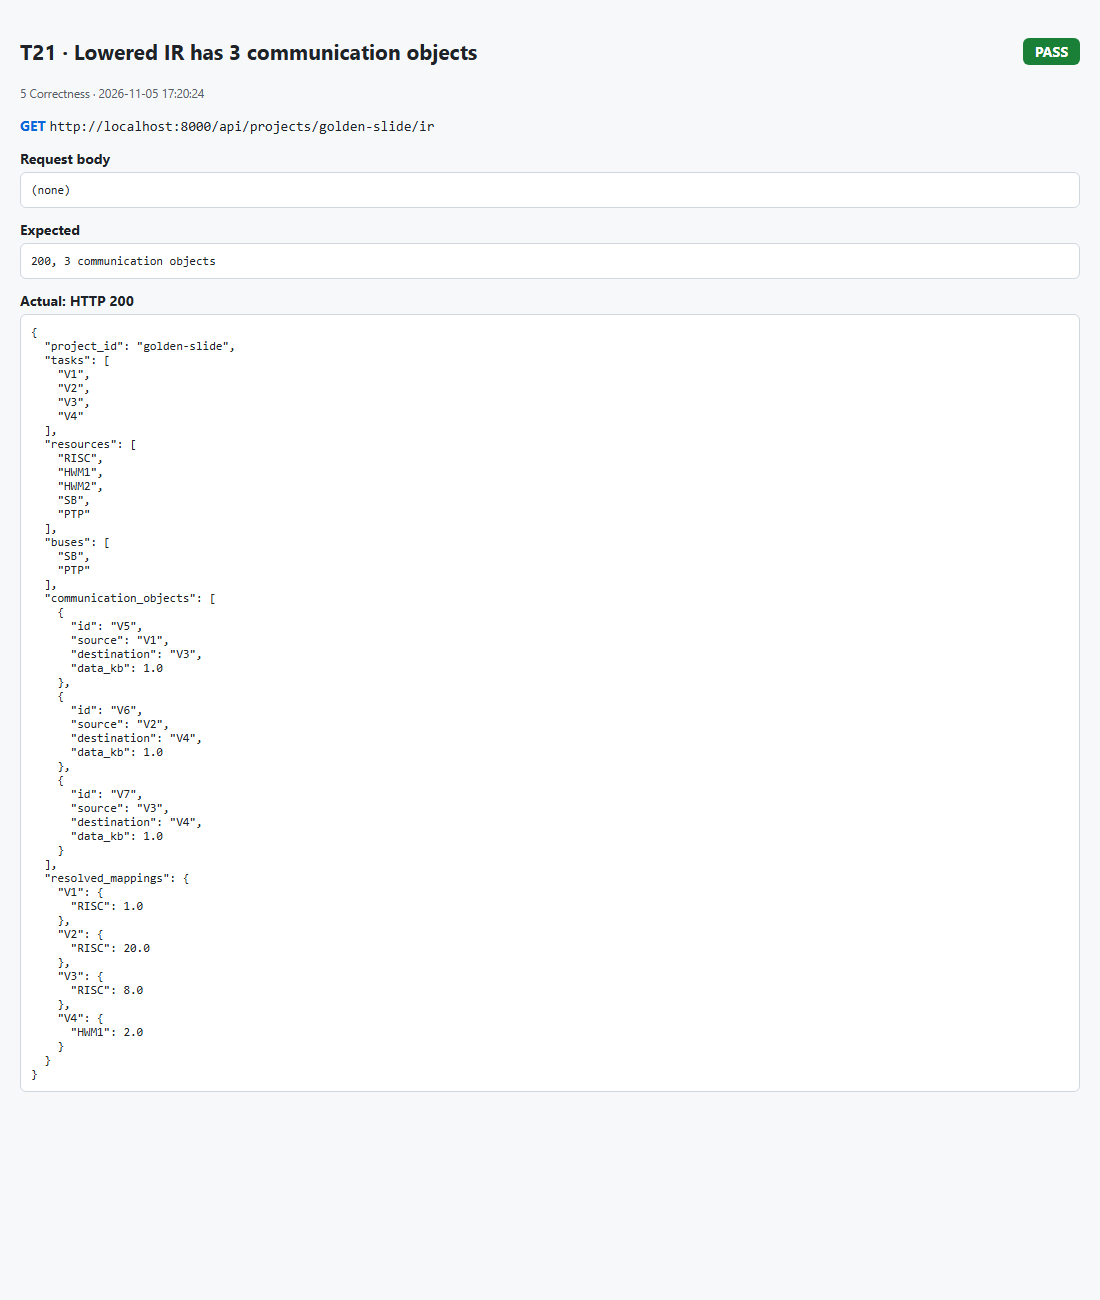 T21 · Lowered IR has 3 communication objects
PASS
5 Correctness · 2026-11-05 17:20:24
GET http://localhost:8000/api/projects/golden-slide/ir
Request body
(none)
Expected
200, 3 communication objects
Actual: HTTP 200
{
  "project_id": "golden-slide",
  "tasks": [
    "V1",
    "V2",
    "V3",
    "V4"
  ],
  "resources": [
    "RISC",
    "HWM1",
    "HWM2",
    "SB",
    "PTP"
  ],
  "buses": [
    "SB",
    "PTP"
  ],
  "communication_objects": [
    {
      "id": "V5",
      "source": "V1",
      "destination": "V3",
      "data_kb": 1.0
    },
    {
      "id": "V6",
      "source": "V2",
      "destination": "V4",
      "data_kb": 1.0
    },
    {
      "id": "V7",
      "source": "V3",
      "destination": "V4",
      "data_kb": 1.0
    }
  ],
  "resolved_mappings": {
    "V1": {
      "RISC": 1.0
    },
    "V2": {
      "RISC": 20.0
    },
    "V3": {
      "RISC": 8.0
    },
    "V4": {
      "HWM1": 2.0
    }
  }
}